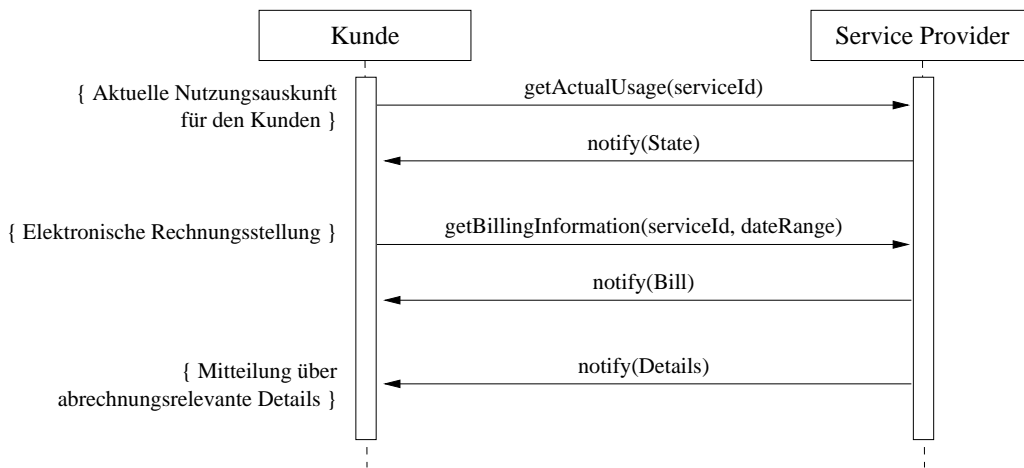 Kunde
Service Provider
{ Aktuelle Nutzungsauskunft
für den Kunden }
getActualUsage(serviceId)
notify(State)
{ Elektronische Rechnungsstellung }
getBillingInformation(serviceId, dateRange)
notify(Bill)
{ Mitteilung über
abrechnungsrelevante Details }
notify(Details)